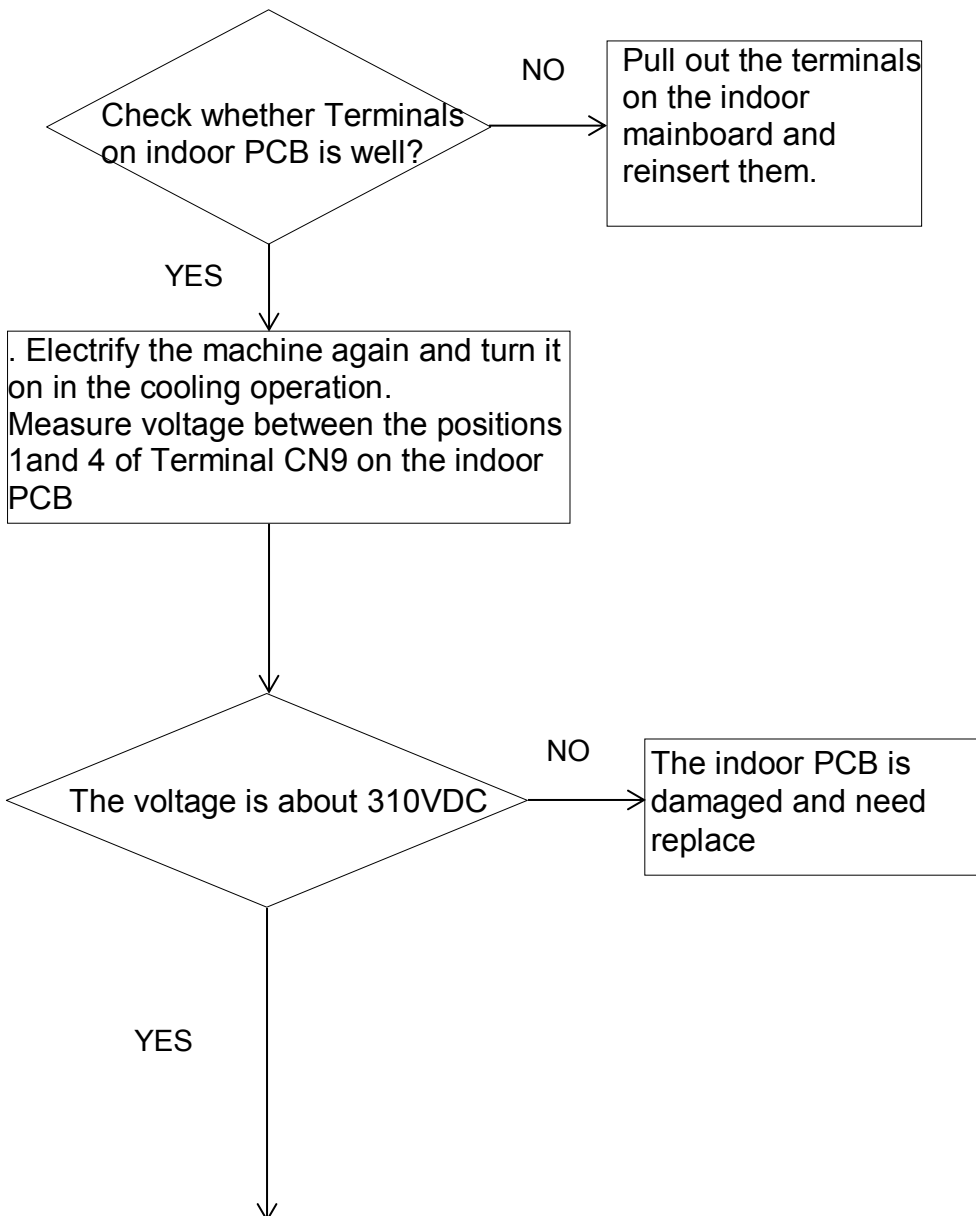 Check whether Terminals
on indoor PCB is well?
NO
Pull out the terminals
on the indoor
mainboard and
reinsert them.
YES
. Electrify the machine again and turn it
on in the cooling operation.
Measure voltage between the positions
1and 4 of Terminal CN9 on the indoor
PCB
The voltage is about 310VDC
NO
The indoor PCB is
damaged and need
replace
YES